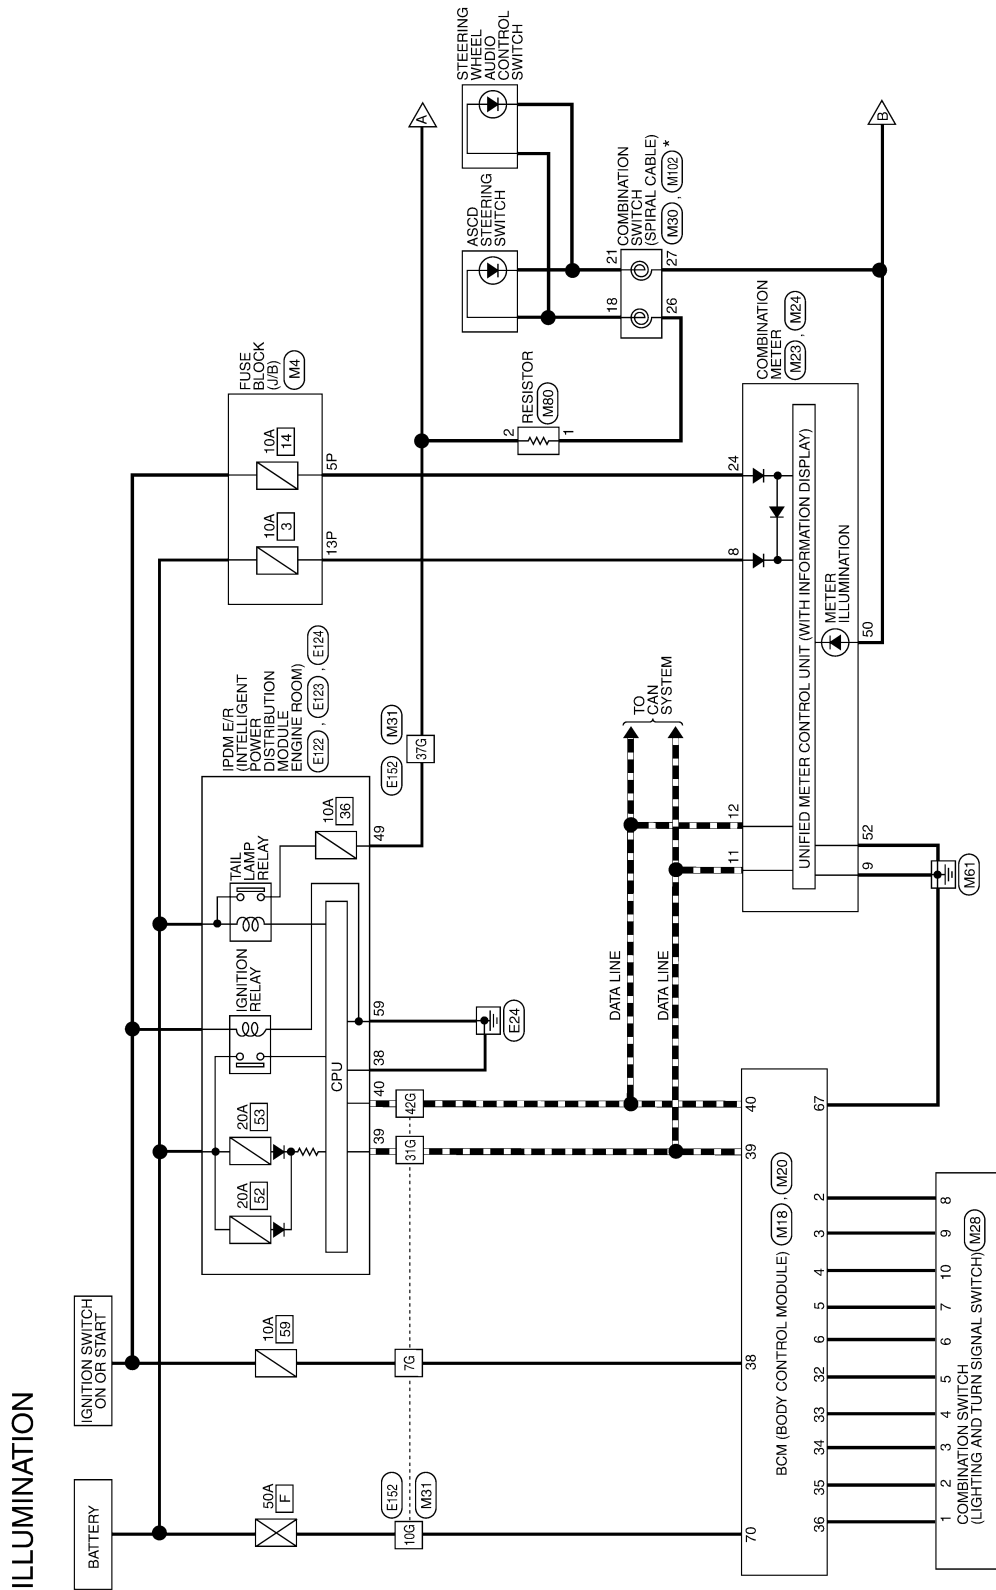 ILLUMINATION
BATTERY
IGNITION SWITCH
ON OR START
50A
F
10A
59
20A
52
20A
53
IGNITION
RELAY
TAIL
LAMP
RELAY
10A
36
CPU
IPDM E/R
(INTELLIGENT
POWER
DISTRIBUTION
MODULE
ENGINE ROOM)
E122 , E123 , E124
10A
3
10A
14
FUSE
BLOCK
(J/B)
M4
13P
5P
39
40
38
59
49
E152
M31
10G
7G
31G
42G
E24
E152
M31
37G
A
RESISTOR
M80
2
1
ASCD
STEERING
SWITCH
STEERING
WHEEL
AUDIO
CONTROL
SWITCH
18
21
26
27
COMBINATION
SWITCH
(SPIRAL CABLE)
M30 , M102 *
B
DATA LINE
DATA LINE
TO
CAN
SYSTEM
11
12
8
24
COMBINATION
METER
M23 , M24
UNIFIED METER CONTROL UNIT (WITH INFORMATION DISPLAY)
METER
ILLUMINATION
9
52
50
M61
70
38
39
40
BCM (BODY CONTROL MODULE)
M18 , M20
36
35
34
33
32
6
5
4
3
2
67
1
2
3
4
5
6
7
10
9
8
COMBINATION SWITCH
(LIGHTING AND TURN SIGNAL SWITCH)
M28